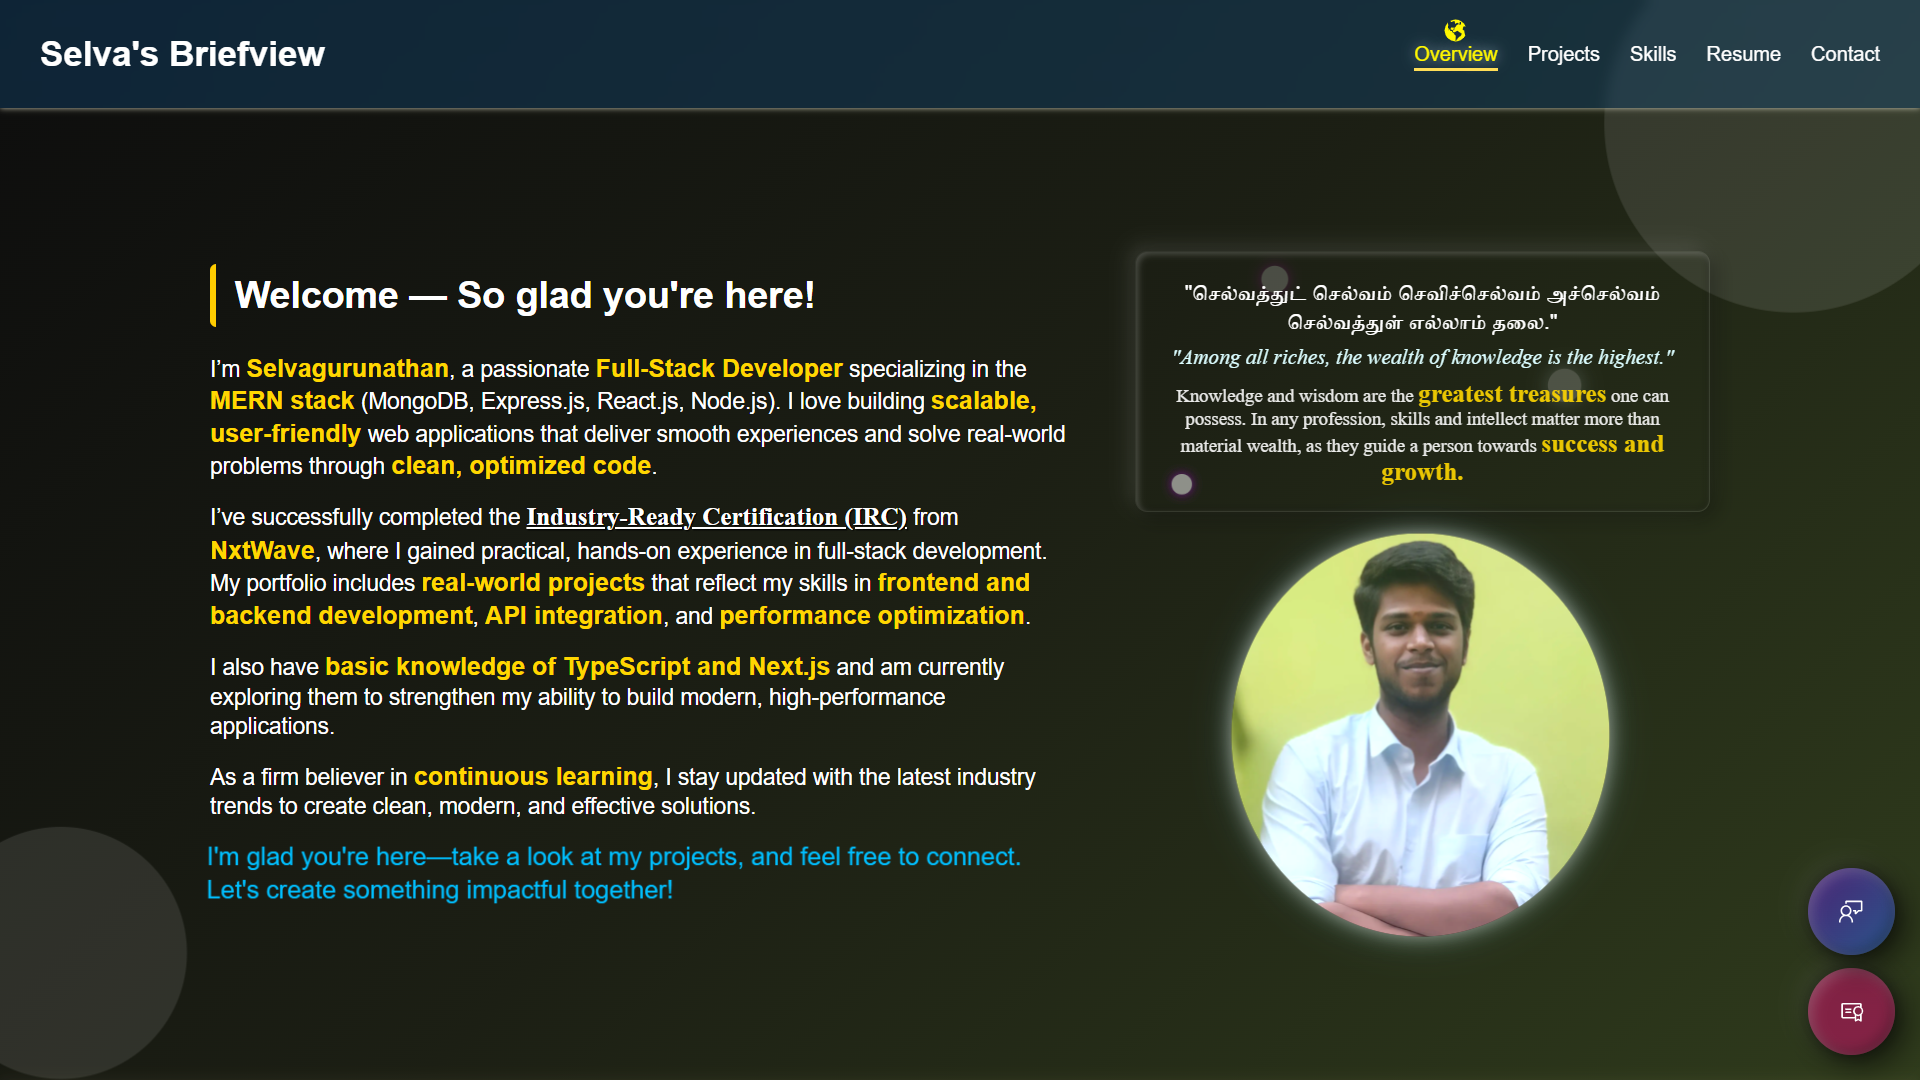 Selva's Briefview
Overview
Projects
Skills
Resume
Contact
Welcome — So glad you're here!
I’m Selvagurunathan, a passionate Full-Stack Developer specializing in the
MERN stack (MongoDB, Express.js, React.js, Node.js). I love building scalable,
user-friendly web applications that deliver smooth experiences and solve real-world
problems through clean, optimized code.
I’ve successfully completed the Industry-Ready Certification (IRC) from
NxtWave, where I gained practical, hands-on experience in full-stack development.
My portfolio includes real-world projects that reflect my skills in frontend and
backend development, API integration, and performance optimization.
I also have basic knowledge of TypeScript and Next.js and am currently
exploring them to strengthen my ability to build modern, high-performance
applications.
As a firm believer in continuous learning, I stay updated with the latest industry
trends to create clean, modern, and effective solutions.
I'm glad you're here—take a look at my projects, and feel free to connect.
Let's create something impactful together!
"செல்வத்துட் செல்வம் செவிச்செல்வம் அச்செல்வம்
செல்வத்துள் எல்லாம் தலை."
"Among all riches, the wealth of knowledge is the highest."
Knowledge and wisdom are the greatest treasures one can
possess. In any profession, skills and intellect matter more than
material wealth, as they guide a person towards success and
growth.